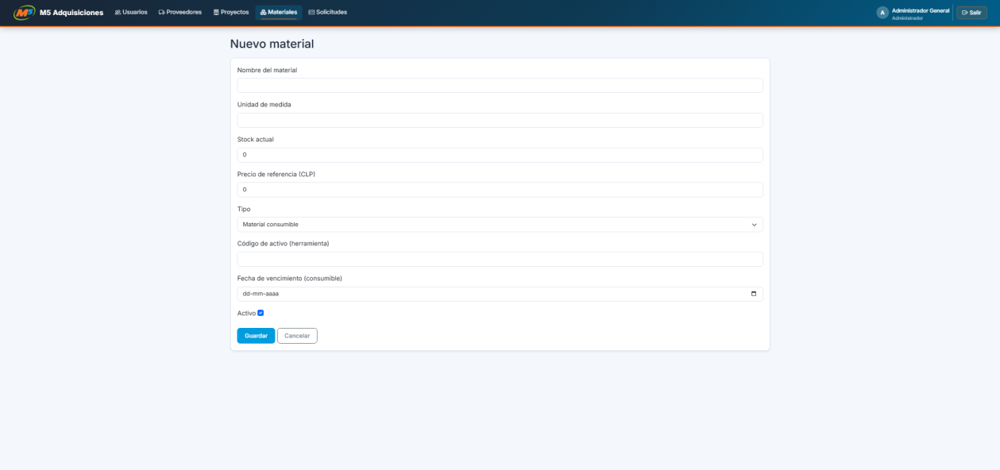 M5 M5 Adquisiciones Usuarios Proveedores Proyectos Materiales Solicitudes A Administrador General Salir
Administrador
Nuevo material
Nombre del material
Unidad de medida
Stock actual
0
Precio de referencia (CLP)
0
Tipo
Material consumible
Código de activo (herramienta)
Fecha de vencimiento (consumible)
dd-mm-aaaa
Activo
Guardar Cancelar